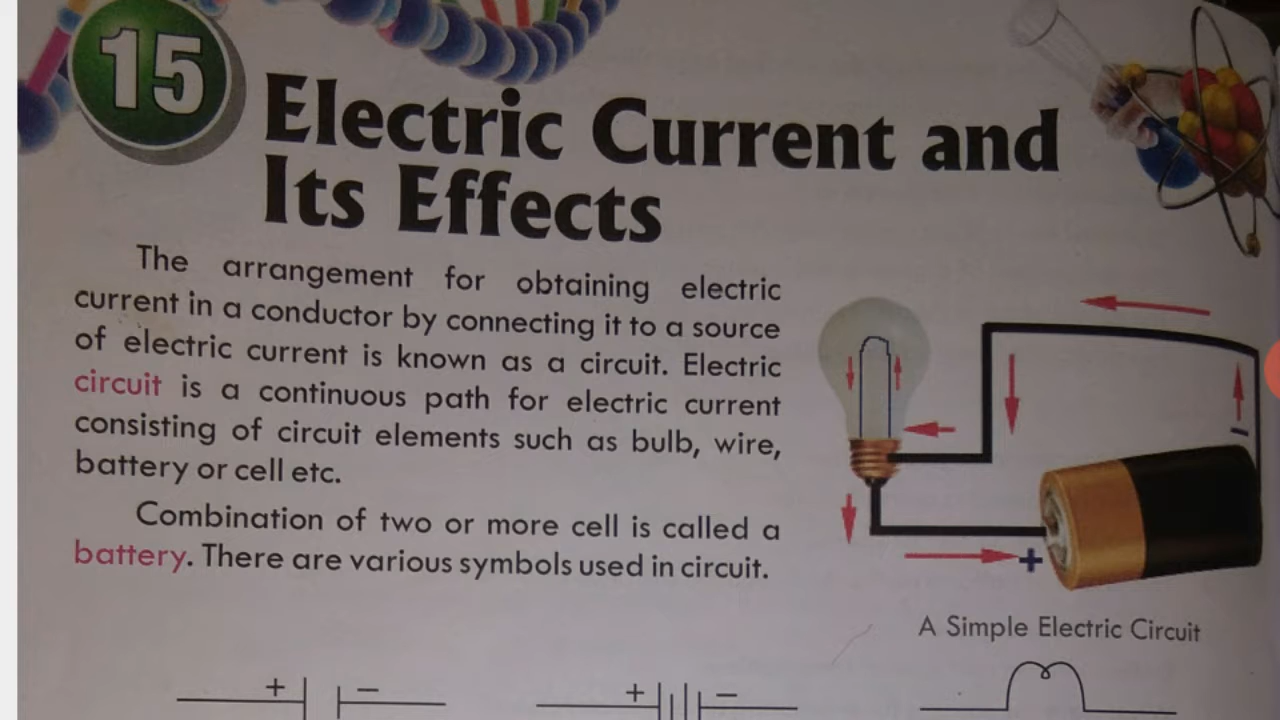 15
Electric Current and
Its Effects
The arrangement for obtaining electric
current in a conductor by connecting it to a source
of electric current is known as a circuit. Electric
circuit is a continuous path for electric current
consisting of circuit elements such as bulb, wire,
battery or cell etc.
Combination of two or more cell is called a
battery. There are various symbols used in circuit.
−
+
A Simple Electric Circuit
+ −
+ −